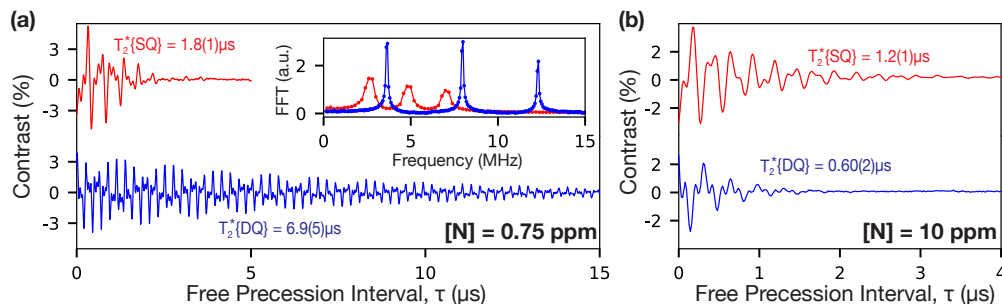 (a)
3
0
-3
3
0
-3
Contrast (%)
T₂*{SQ} = 1.8(1)μs
T₂*{DQ} = 6.9(5)μs
[N] = 0.75 ppm
FFT (a.u.)
0 5 10 15
Frequency (MHz)
0 5 10 15
Free Precession Interval, τ (μs)
(b)
2
0
-2
2
0
-2
Contrast (%)
T₂*{SQ} = 1.2(1)μs
T₂*{DQ} = 0.60(2)μs
[N] = 10 ppm
0 1 2 3 4
Free Precession Interval, τ (μs)